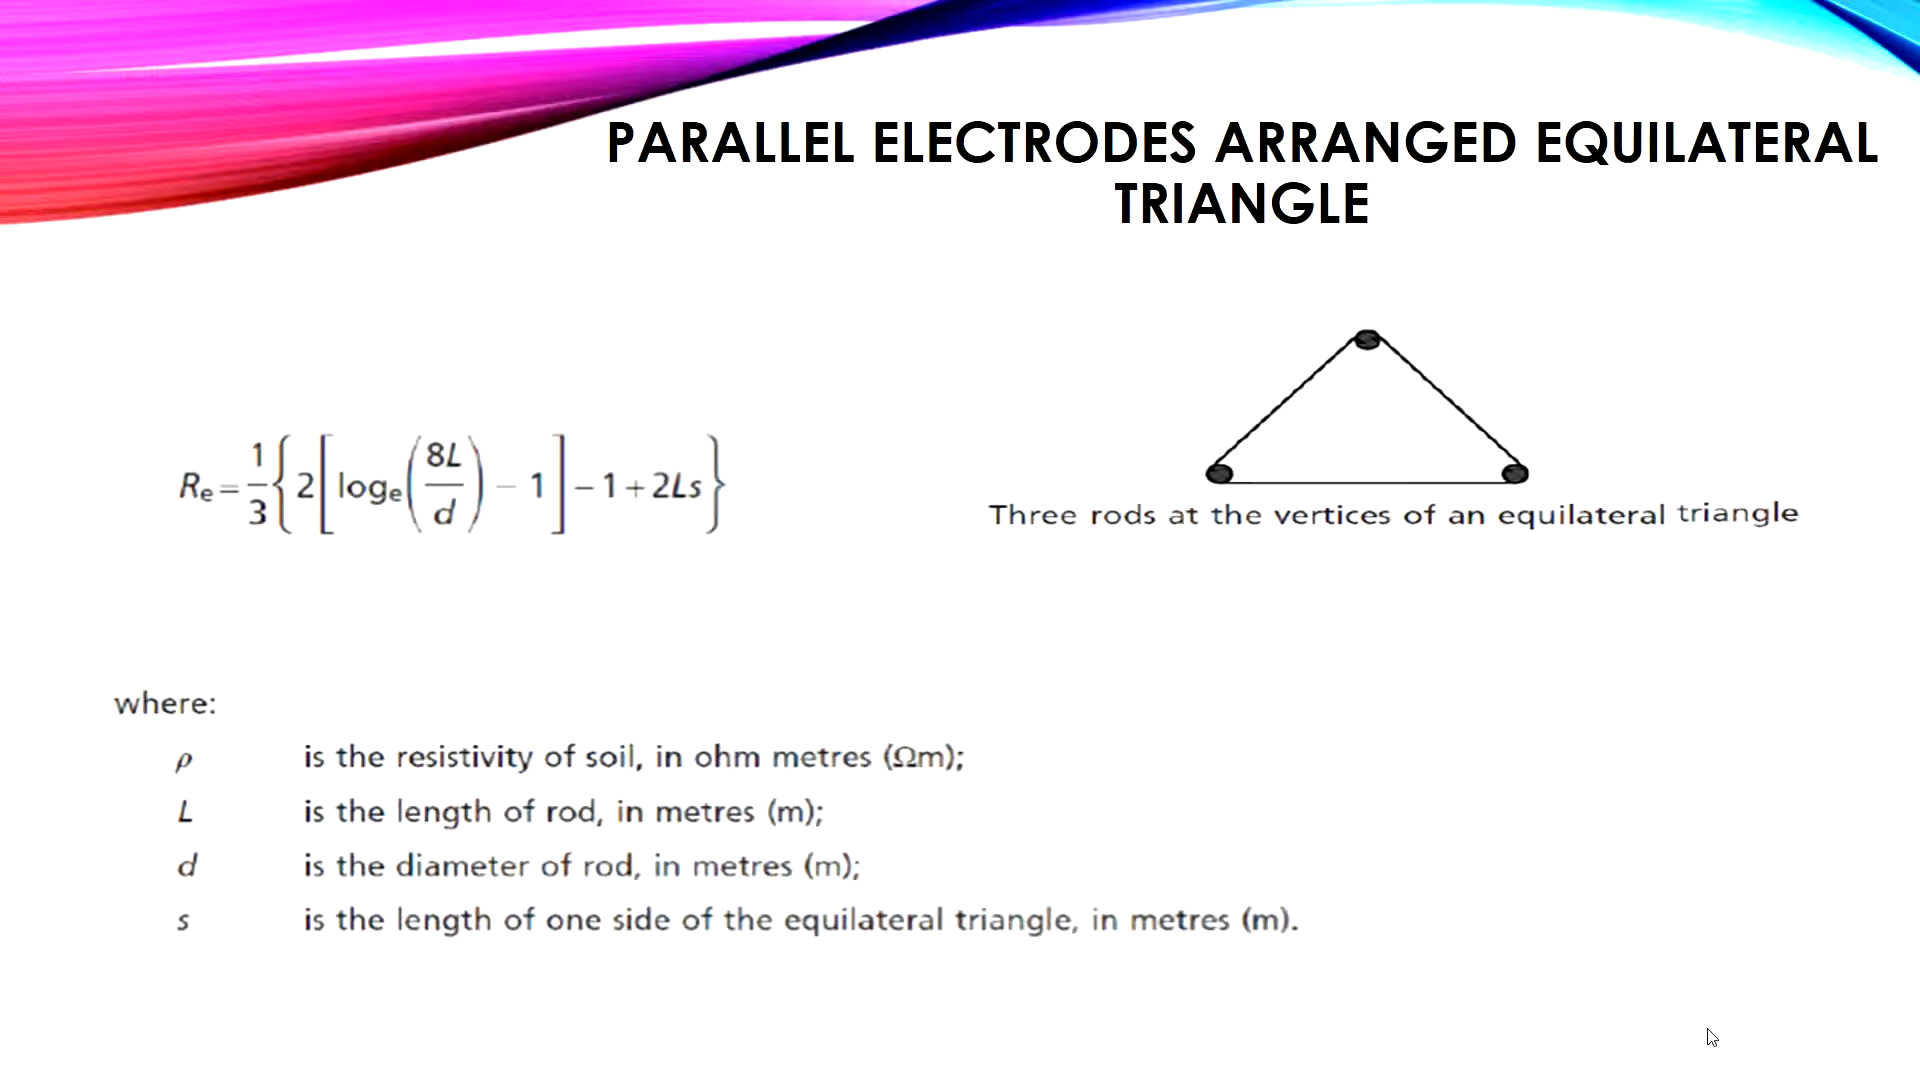 PARALLEL ELECTRODES ARRANGED EQUILATERAL
TRIANGLE
Re = 1/3 { 2 [ loge ( 8L/d ) − 1 ] − 1 + 2Ls }
Three rods at the vertices of an equilateral triangle
where:
ρ is the resistivity of soil, in ohm metres (Ωm);
L is the length of rod, in metres (m);
d is the diameter of rod, in metres (m);
s is the length of one side of the equilateral triangle, in metres (m).